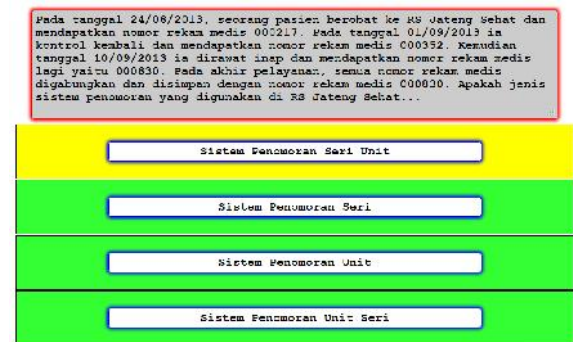 Pada tanggal 24/08/2013, seorang pasien berobat ke RS Jateng Sehat dan
mendapatkan nomor rekam medis 000217. Pada tanggal 01/09/2013 ia
kontrol kembali dan mendapatkan nomor rekam medis 000352. Kemudian
tanggal 10/09/2013 ia dirawat inap dan mendapatkan nomor rekam medis
lagi yaitu 000830. Pada akhir pelayanan, semua nomor rekam medis
digabungkan dan disimpan dengan nomor rekam medis 000830. Apakah jenis
sistem penomoran yang digunakan di RS Jateng Sehat...
Sistem Penomoran Seri Unit
Sistem Penomoran Seri
Sistem Penomoran Unit
Sistem Penomoran Unit Seri